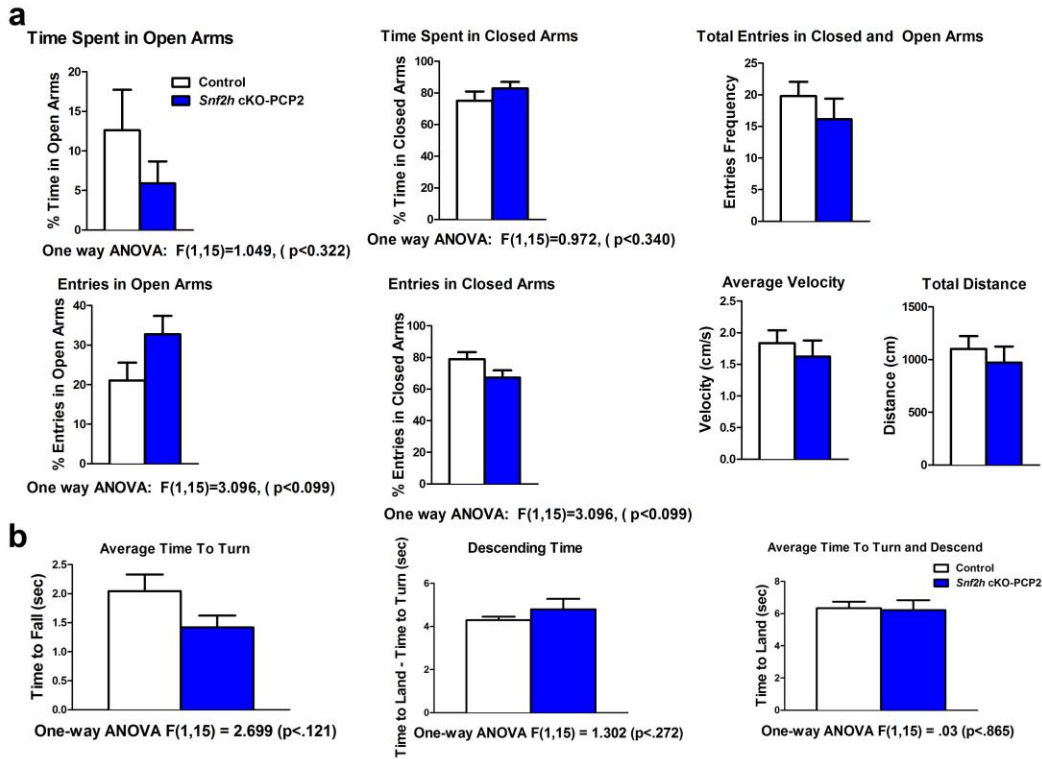 a
Time Spent in Open Arms
% Time in Open Arms
20
15
10
5
0
Control
Snf2h cKO-PCP2
One way ANOVA: F(1,15)=1.049, ( p<0.322)
Time Spent in Closed Arms
% Time in Closed Arms
100
80
60
40
20
0
One way ANOVA: F(1,15)=0.972, ( p<0.340)
Total Entries in Closed and Open Arms
Entries Frequency
25
20
15
10
5
0
Entries in Open Arms
% Entries in Open Arms
40
30
20
10
0
One way ANOVA: F(1,15)=3.096, ( p<0.099)
Entries in Closed Arms
% Entries in Closed Arms
100
80
60
40
20
0
One way ANOVA: F(1,15)=3.096, ( p<0.099)
Average Velocity
Velocity (cm/s)
2.5
2.0
1.5
1.0
0.5
0.0
Total Distance
Distance (cm)
1500
1000
500
0
b
Average Time To Turn
Time to Fall (sec)
2.5
2.0
1.5
1.0
0.5
0.0
One-way ANOVA F(1,15) = 2.699 (p<.121)
Descending Time
Time to Land - Time to Turn (sec)
6
4
2
0
One-way ANOVA F(1,15) = 1.302 (p<.272)
Average Time To Turn and Descend
Control
Snf2h cKO-PCP2
Time to Land (sec)
8
6
4
2
0
One-way ANOVA F(1,15) = .03 (p<.865)